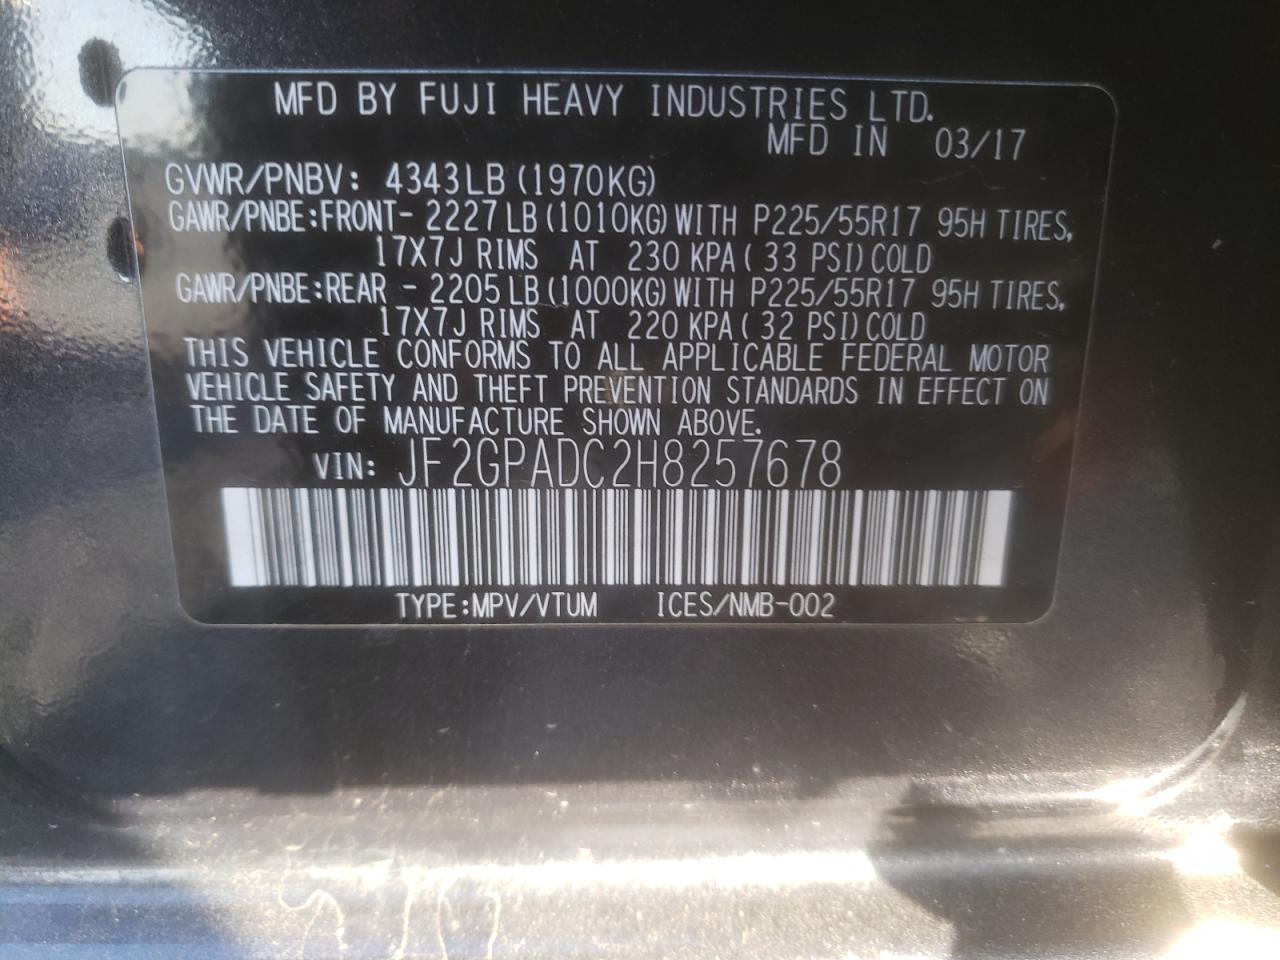 MFD BY FUJI HEAVY INDUSTRIES LTD.
MFD IN 03/17
GVWR/PNBV: 4343LB (1970KG)
GAWR/PNBE:FRONT- 2227LB (1010KG) WITH P225/55R17 95H TIRES,
17X7J RIMS AT 230 KPA ( 33 PSI) COLD
GAWR/PNBE:REAR - 2205LB (1000KG) WITH P225/55R17 95H TIRES,
17X7J RIMS AT 220 KPA ( 32 PSI) COLD
THIS VEHICLE CONFORMS TO ALL APPLICABLE FEDERAL MOTOR
VEHICLE SAFETY AND THEFT PREVENTION STANDARDS IN EFFECT ON
THE DATE OF MANUFACTURE SHOWN ABOVE.
VIN: JF2GPADC2H8257678
TYPE:MPV/VTUM ICES/NMB-002